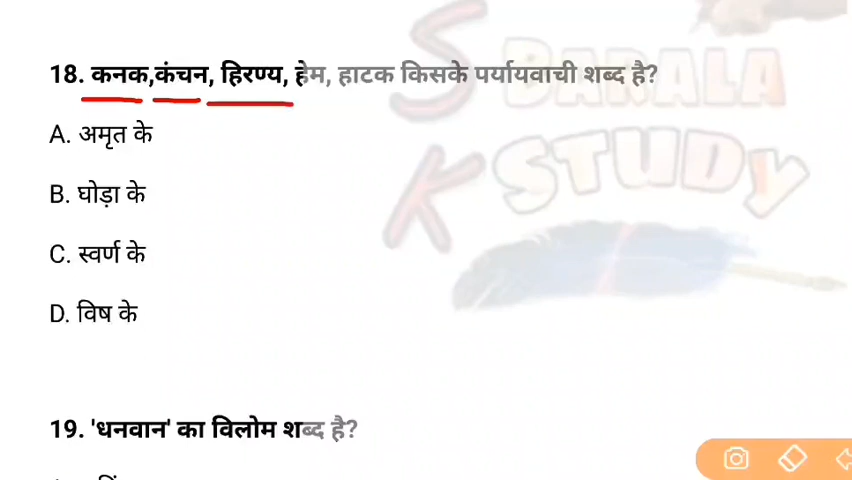 S BARALA
K STUDY
18. कनक,कंचन, हिरण्य, हेम, हाटक किसके पर्यायवाची शब्द है?
A. अमृत के
B. घोड़ा के
C. स्वर्ण के
D. विष के
19. 'धनवान' का विलोम शब्द है?